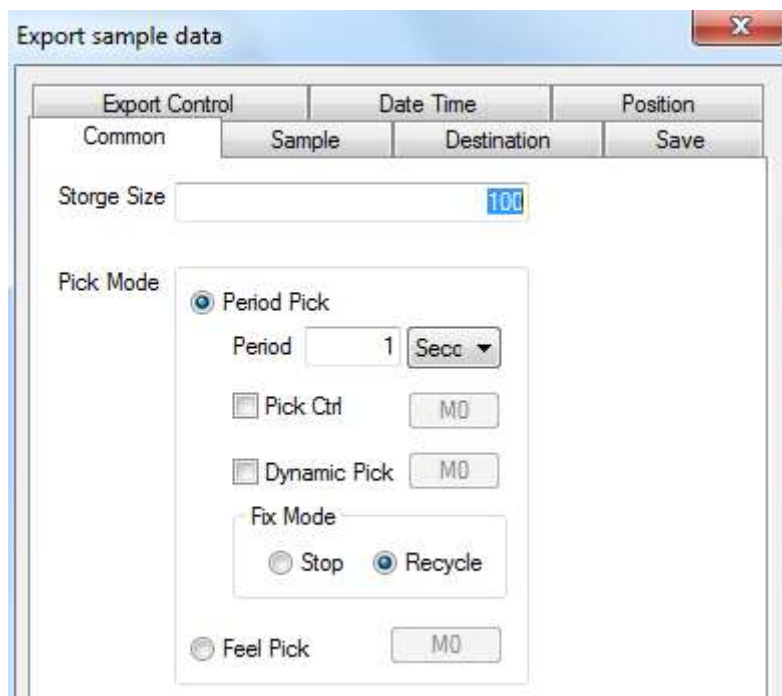 Export sample data
x
Export Control Date Time Position
Common Sample Destination Save
Storge Size 100
Pick Mode
Period Pick
Period 1 Secc
Pick Ctrl M0
Dynamic Pick M0
Fix Mode
Stop Recycle
Feel Pick M0